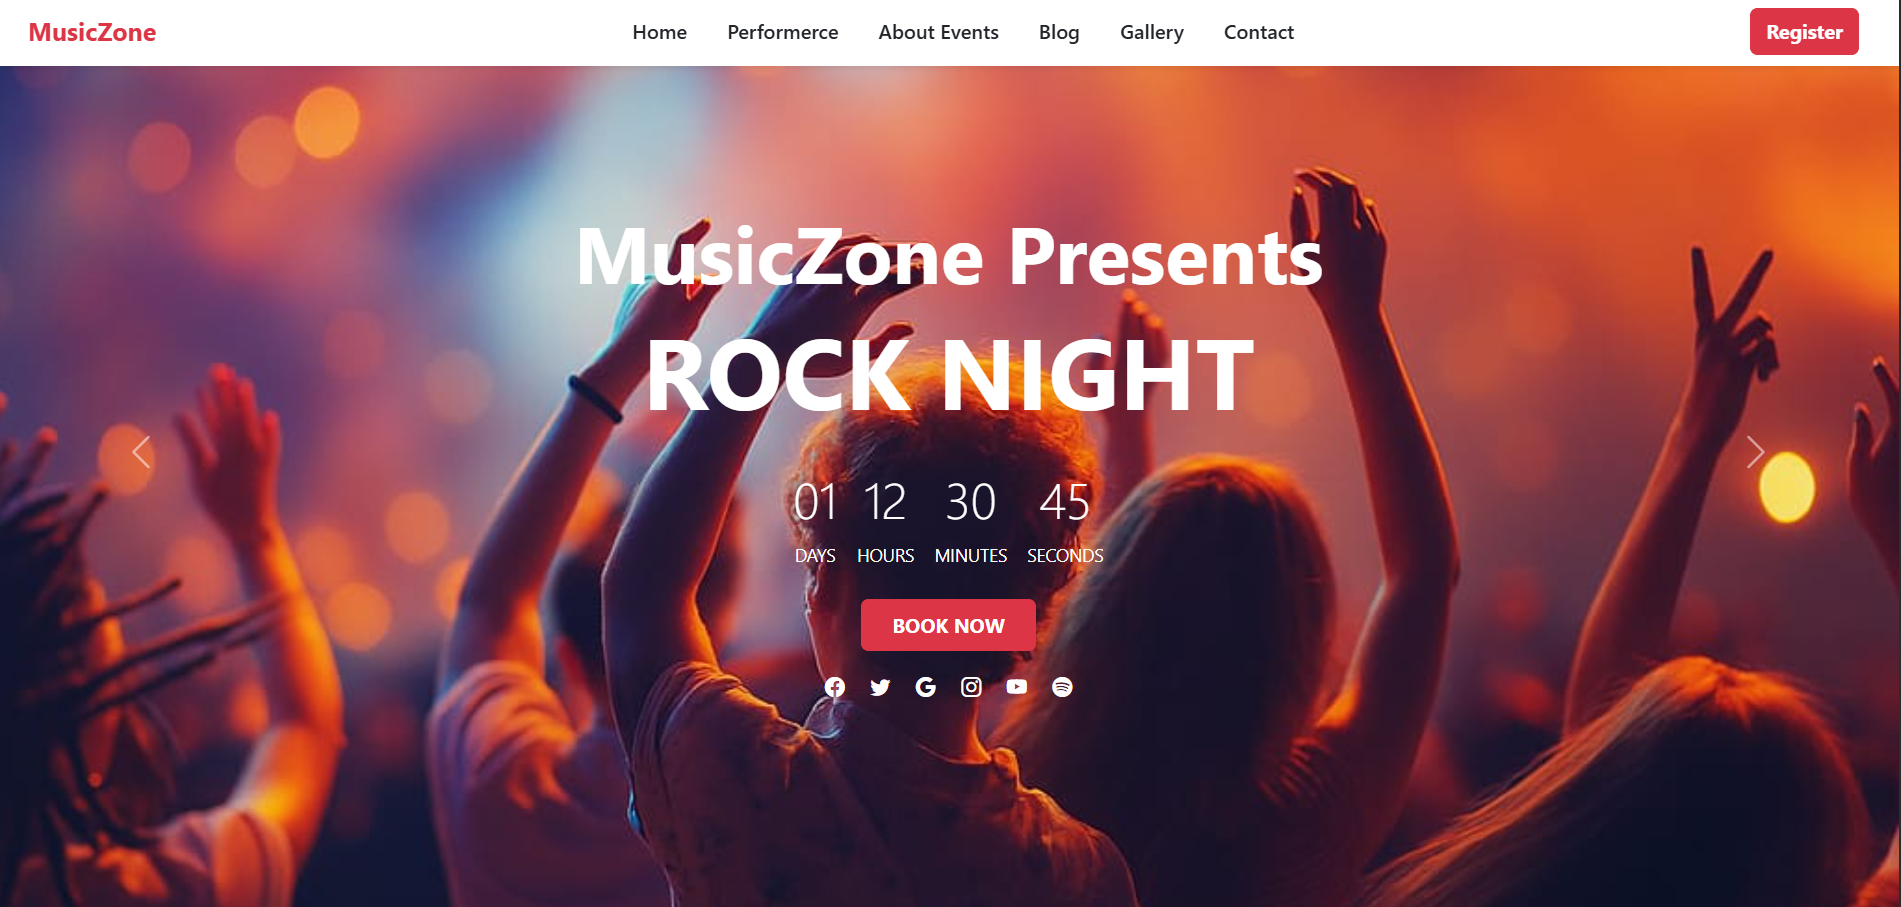 MusicZone Home Performerce About Events Blog Gallery Contact Register
MusicZone Presents
ROCK NIGHT
01 12 30 45
DAYS HOURS MINUTES SECONDS
BOOK NOW